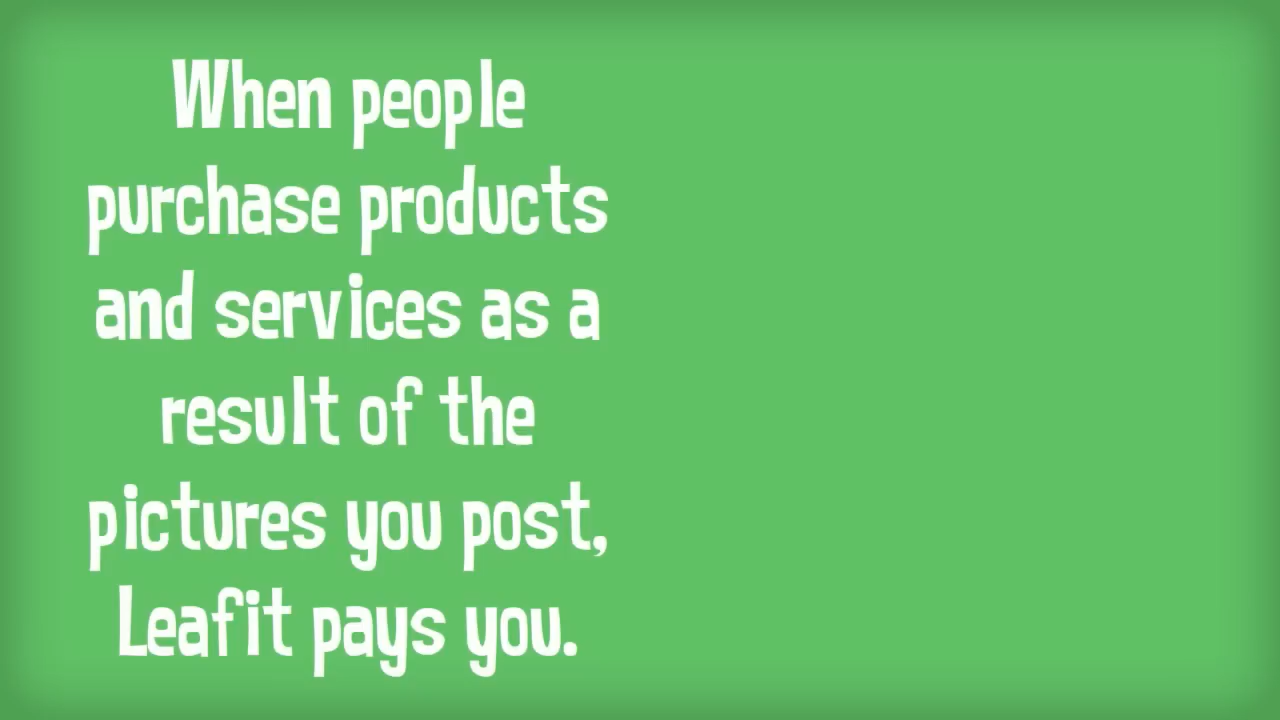 When people
purchase products
and services as a
result of the
pictures you post,
Leafit pays you.